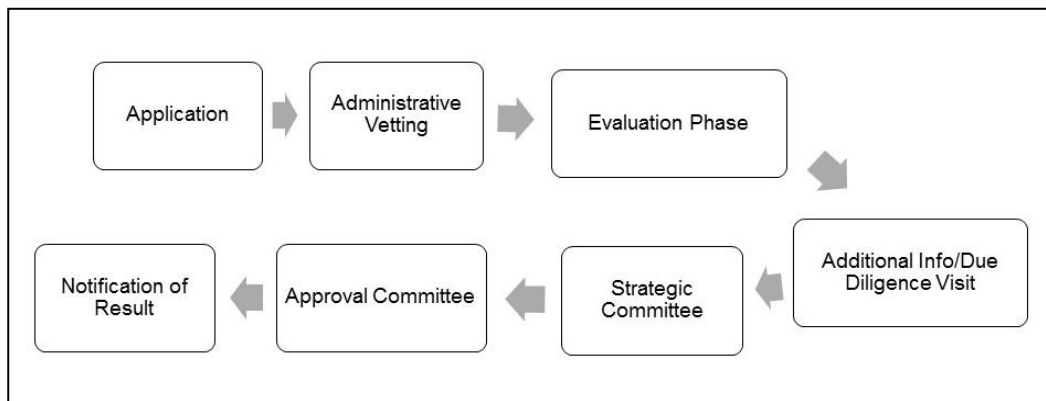 Application
Administrative
Vetting
Evaluation Phase
Additional Info/Due
Diligence Visit
Strategic
Committee
Approval Committee
Notification of
Result